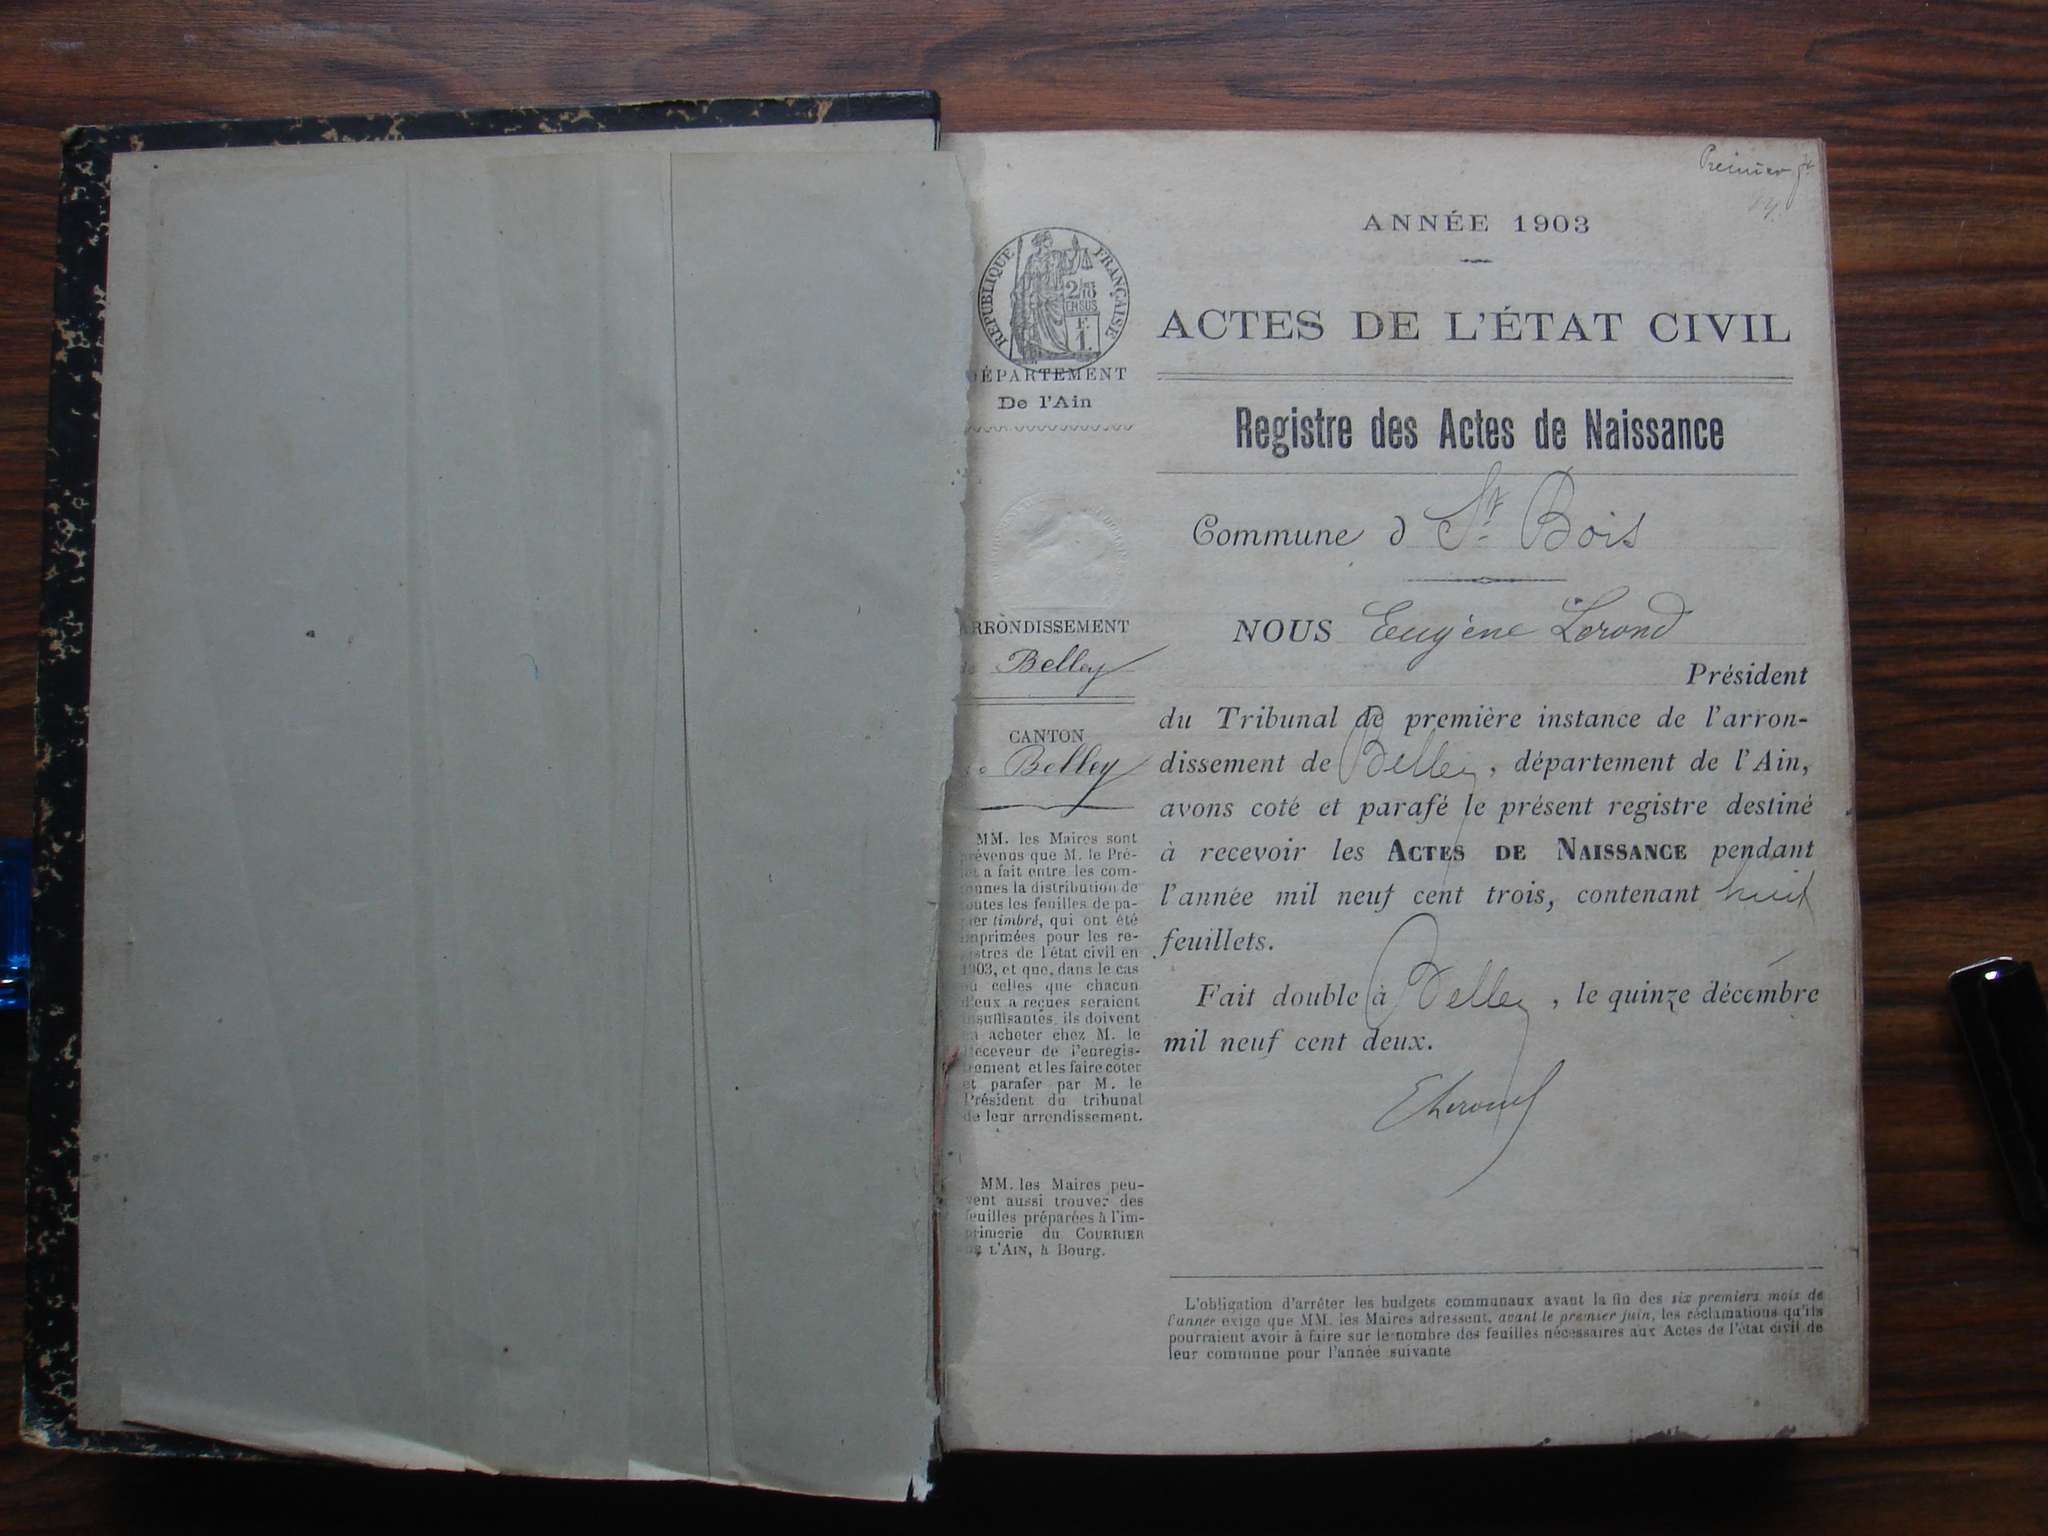 Premier ft
ANNÉE 1903
RÉPUBLIQUE FRANÇAISE
2/10
EN SUS
F.
1.
DÉPARTEMENT
De l'Ain
ARRONDISSEMENT
de Belley
CANTON
Belley
MM. les Maires sont
prévenus que M. le Pré-
fet a fait entre les com-
munes la distribution de
toutes les feuilles de pa-
pier timbré, qui ont été
imprimées pour les re-
gistres de l'état civil en
1903, et que, dans le cas
où celles que chacun
d'eux a reçues seraient
insuffisantes, ils doivent
en acheter chez M. le
Receveur de l'enregis-
trement et les faire coter
et parafer par M. le
Président du tribunal
de leur arrondissement.
MM. les Maires peu-
vent aussi trouver des
feuilles préparées à l'im-
primerie du COURRIER
DE L'AIN, à Bourg.
ACTES DE L'ÉTAT CIVIL
Registre des Actes de Naissance
Commune d St. Bois
NOUS Eugène Lerond
Président
du Tribunal de première instance de l'arron-
dissement de Belley, département de l'Ain,
avons coté et parafé le présent registre destiné
à recevoir les ACTES DE NAISSANCE pendant
l'année mil neuf cent trois, contenant huit
feuillets.
Fait double à Belley, le quinze décembre
mil neuf cent deux.
E Lerond
L'obligation d'arrêter les budgets communaux avant la fin des six premiers mois de
l'année exige que MM. les Maires adressent, avant le premier juin, les réclamations qu'ils
pourraient avoir à faire sur le nombre des feuilles nécessaires aux Actes de l'état civil de
leur commune pour l'année suivante